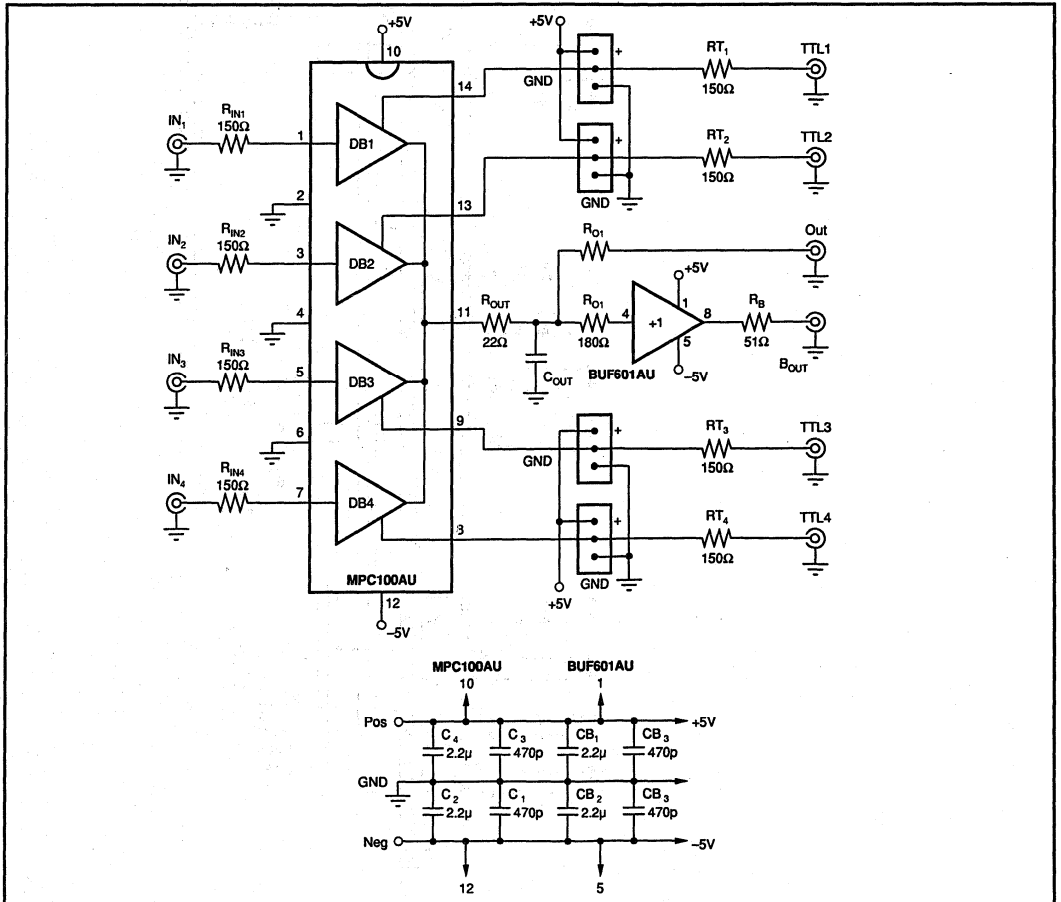 +5V
10
+5V
+
GND
RT1
150Ω
TTL1
14
IN1
RIN1
150Ω
1
DB1
+
GND
RT2
150Ω
TTL2
2
13
IN2
RIN2
150Ω
3
DB2
RO1
Out
4
11
ROUT
22Ω
COUT
RO1
180Ω
4
+1
+5V
1
8
5
-5V
BUF601AU
RB
51Ω
BOUT
IN3
RIN3
150Ω
5
DB3
9
+
GND
RT3
150Ω
TTL3
6
IN4
RIN4
150Ω
7
DB4
+
GND
+5V
RT4
150Ω
TTL4
MPC100AU
12
-5V
MPC100AU
10
BUF601AU
1
Pos
+5V
C4
2.2μ
C3
470p
CB1
2.2μ
CB3
470p
GND
C2
2.2μ
C1
470p
CB2
2.2μ
CB3
470p
Neg
-5V
12
5